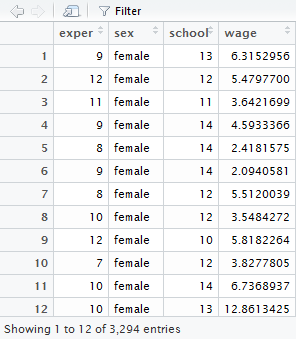 Filter
exper sex school wage
1 9 female 13 6.3152956
2 12 female 12 5.4797700
3 11 female 11 3.6421699
4 9 female 14 4.5933366
5 8 female 14 2.4181575
6 9 female 14 2.0940581
7 8 female 12 5.5120039
8 10 female 12 3.5484272
9 12 female 10 5.8182264
10 7 female 12 3.8277805
11 10 female 14 6.7368937
12 10 female 13 12.8613425
Showing 1 to 12 of 3,294 entries